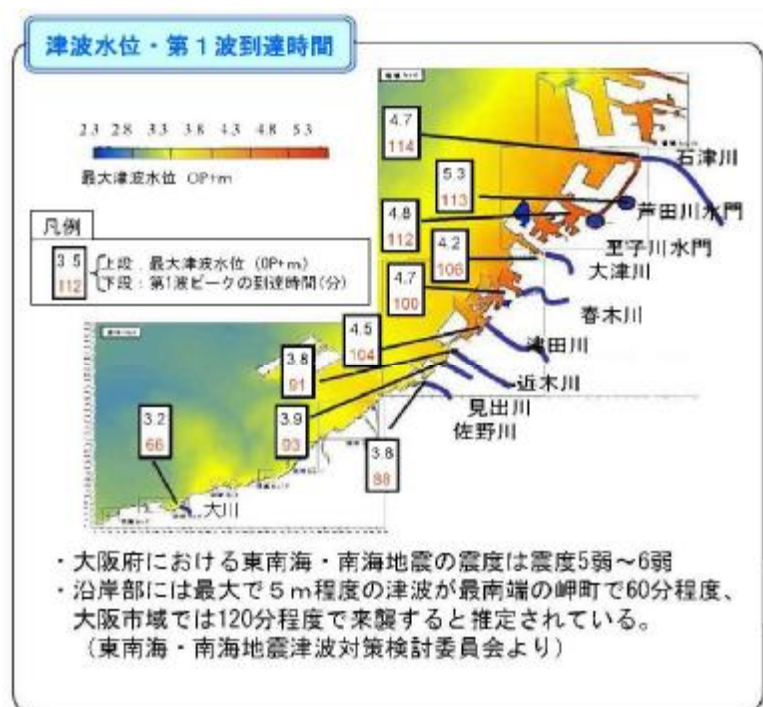 津波水位・第1波到達時間
2.3 2.8 3.3 3.8 4.3 4.8 5.3
最大津波水位 OP+m
凡例
3.5
112
上段:最大津波水位(OP+m)
下段:第1波ピークの到達時間(分)
4.7
114
石津川
5.3
113
芦田川水門
4.8
112
王子川水門
4.2
106
大津川
4.7
100
春木川
4.5
104
津田川
3.8
91
近木川
3.9
93
見出川
3.8
88
佐野川
3.2
66
大川
・大阪府における東南海・南海地震の震度は震度5弱～6弱
・沿岸部には最大で5m程度の津波が最南端の岬町で60分程度、
大阪市域では120分程度で来襲すると推定されている。
(東南海・南海地震津波対策検討委員会より)